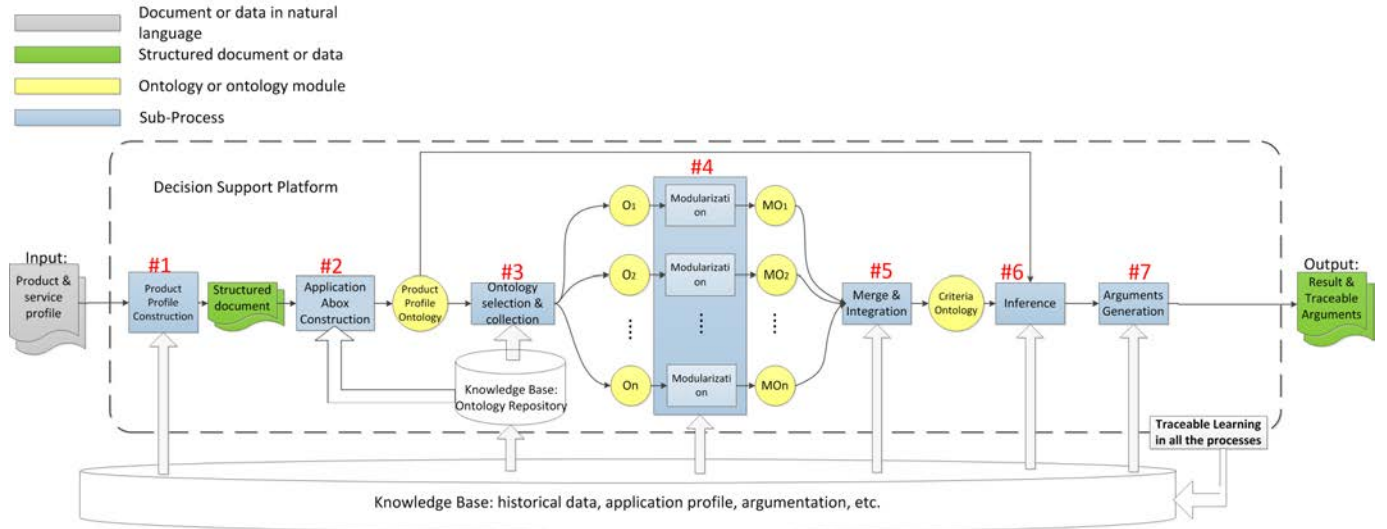 Document or data in natural
language
Structured document or data
Ontology or ontology module
Sub-Process
Decision Support Platform
#4
O1
Modularizati
on
MO1
Input:
Product &
service
profile
#1
Product
Profile
Construction
Structured
document
#2
Application
Abox
Construction
Product
Profile
Ontology
#3
Ontology
selection &
collection
O2
Modularizati
on
MO2
#5
Merge &
Integration
Criteria
Ontology
#6
Inference
#7
Arguments
Generation
Output:
Result &
Traceable
Arguments
Knowledge Base:
Ontology Repository
On
Modularizati
on
MOn
Traceable Learning
in all the processes
Knowledge Base: historical data, application profile, argumentation, etc.